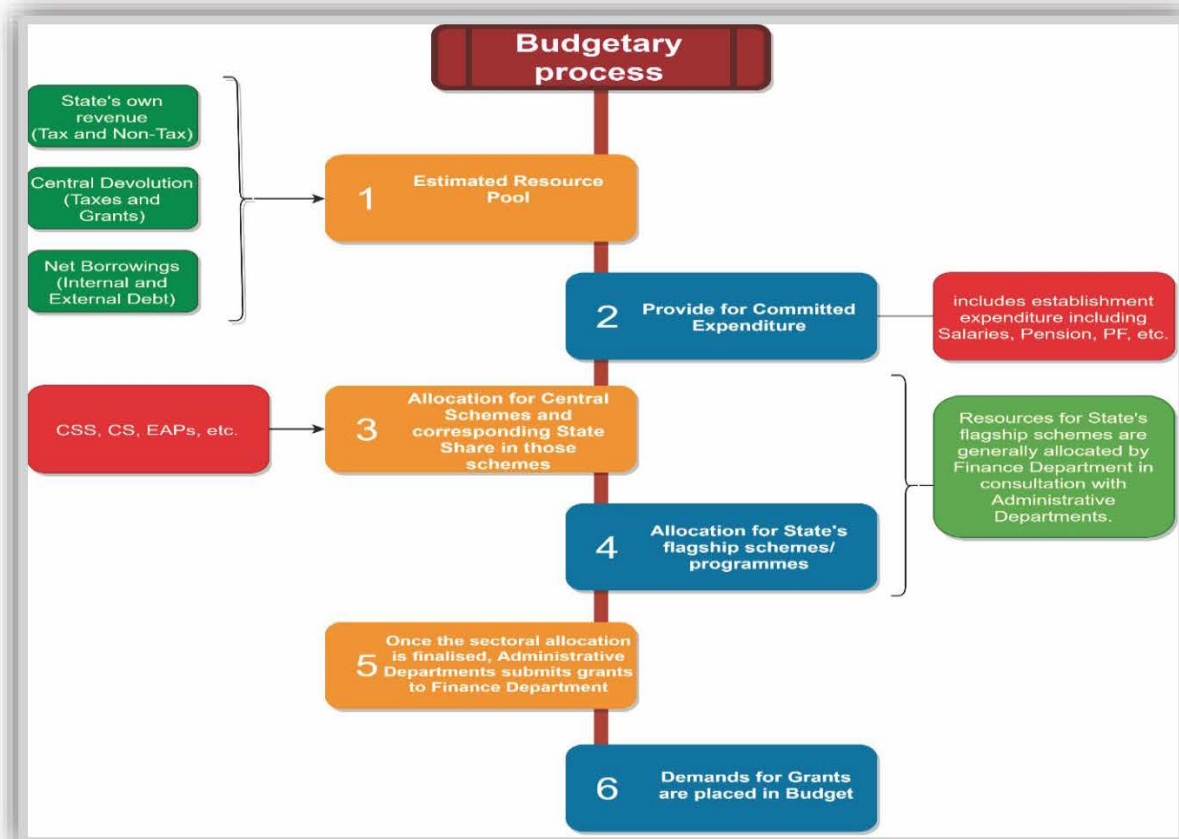 Budgetary
process
State's own
revenue
(Tax and Non-Tax)
Central Devolution
(Taxes and
Grants)
Net Borrowings
(Internal and
External Debt)
1
Estimated Resource
Pool
2
Provide for Committed
Expenditure
includes establishment
expenditure including
Salaries, Pension, PF, etc.
CSS, CS, EAPs, etc.
3
Allocation for Central
Schemes and
corresponding State
Share in those
schemes
Resources for State's
flagship schemes are
generally allocated by
Finance Department in
consultation with
Administrative
Departments.
4
Allocation for State's
flagship schemes/
programmes
5
Once the sectoral allocation
is finalised, Administrative
Departments submits grants
to Finance Department
6
Demands for Grants
are placed in Budget